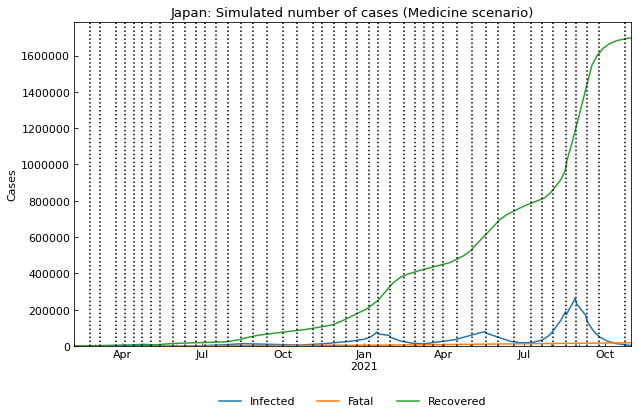 Japan: Simulated number of cases (Medicine scenario)
1600000
1400000
1200000
1000000
800000
600000
400000
200000
0
Cases
Apr Jul Oct Jan Apr Jul Oct
2021
Infected Fatal Recovered